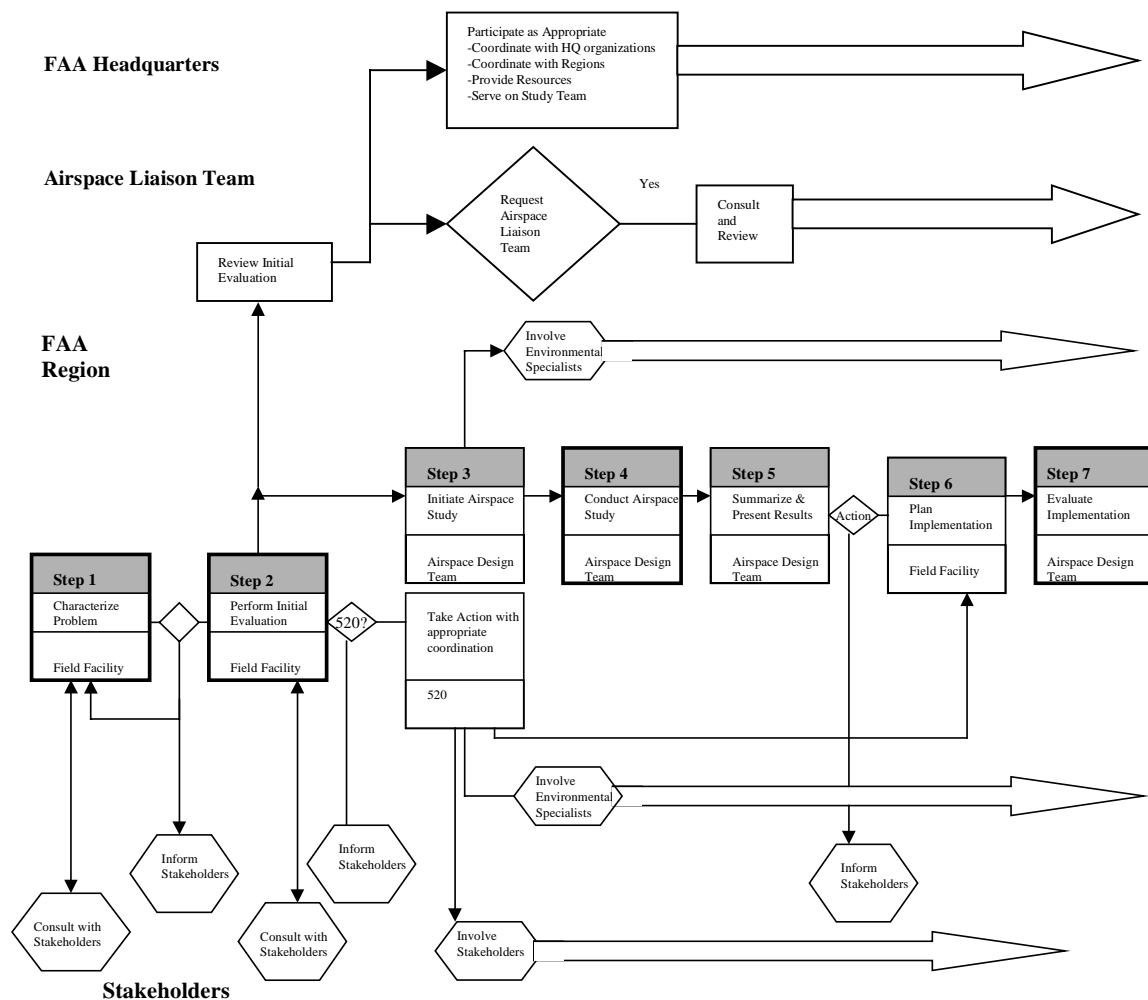 FAA Headquarters
Participate as Appropriate
-Coordinate with HQ organizations
-Coordinate with Regions
-Provide Resources
-Serve on Study Team
Airspace Liaison Team
Request
Airspace
Liaison
Team
Yes
Consult
and
Review
Review Initial
Evaluation
FAA
Region
Involve
Environmental
Specialists
Step 3
Initiate Airspace
Study
Airspace Design
Team
Step 4
Conduct Airspace
Study
Airspace Design
Team
Step 5
Summarize &
Present Results
Airspace Design
Team
Action
Step 6
Plan
Implementation
Field Facility
Step 7
Evaluate
Implementation
Airspace Design
Team
Step 1
Characterize
Problem
Field Facility
Step 2
Perform Initial
Evaluation
Field Facility
520?
Take Action with
appropriate
coordination
520
Involve
Environmental
Specialists
Inform
Stakeholders
Inform
Stakeholders
Inform
Stakeholders
Consult with
Stakeholders
Consult with
Stakeholders
Involve
Stakeholders
Stakeholders